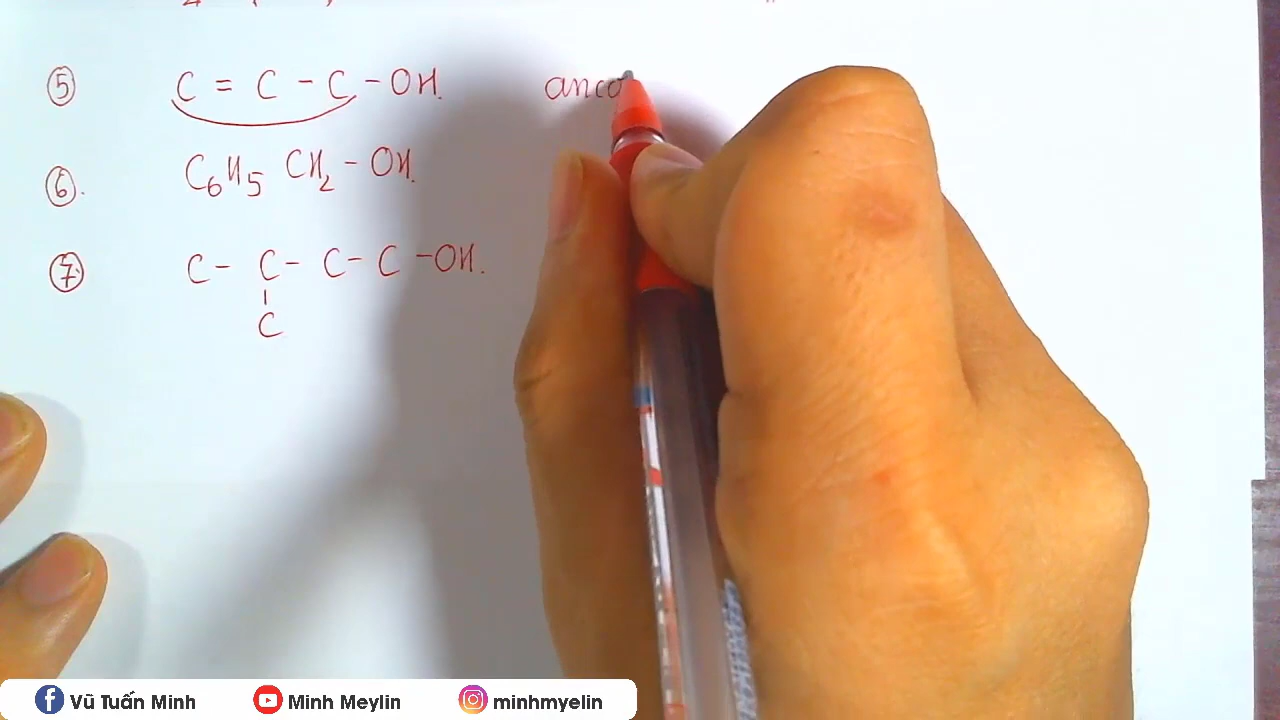 ⑤ C = C - C - OH. anco
⑥. C₆H₅ CH₂ - OH.
⑦ C - C - C - C - OH.
C
Vũ Tuấn Minh Minh Meylin minhmyelin